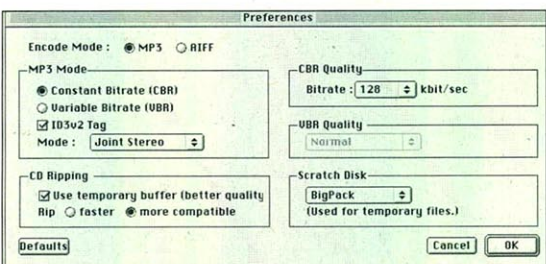 Preferences
Encode Mode : MP3 AIFF
MP3 Mode
Constant Bitrate (CBR)
Variable Bitrate (VBR)
ID3v2 Tag
Mode : Joint Stereo
CBR Quality
Bitrate : 128 kbit/sec
VBR Quality
Normal
CD Ripping
Use temporary buffer (better quality
Rip faster more compatible
Scratch Disk
BigPack
(Used for temporary files.)
Defaults
Cancel OK